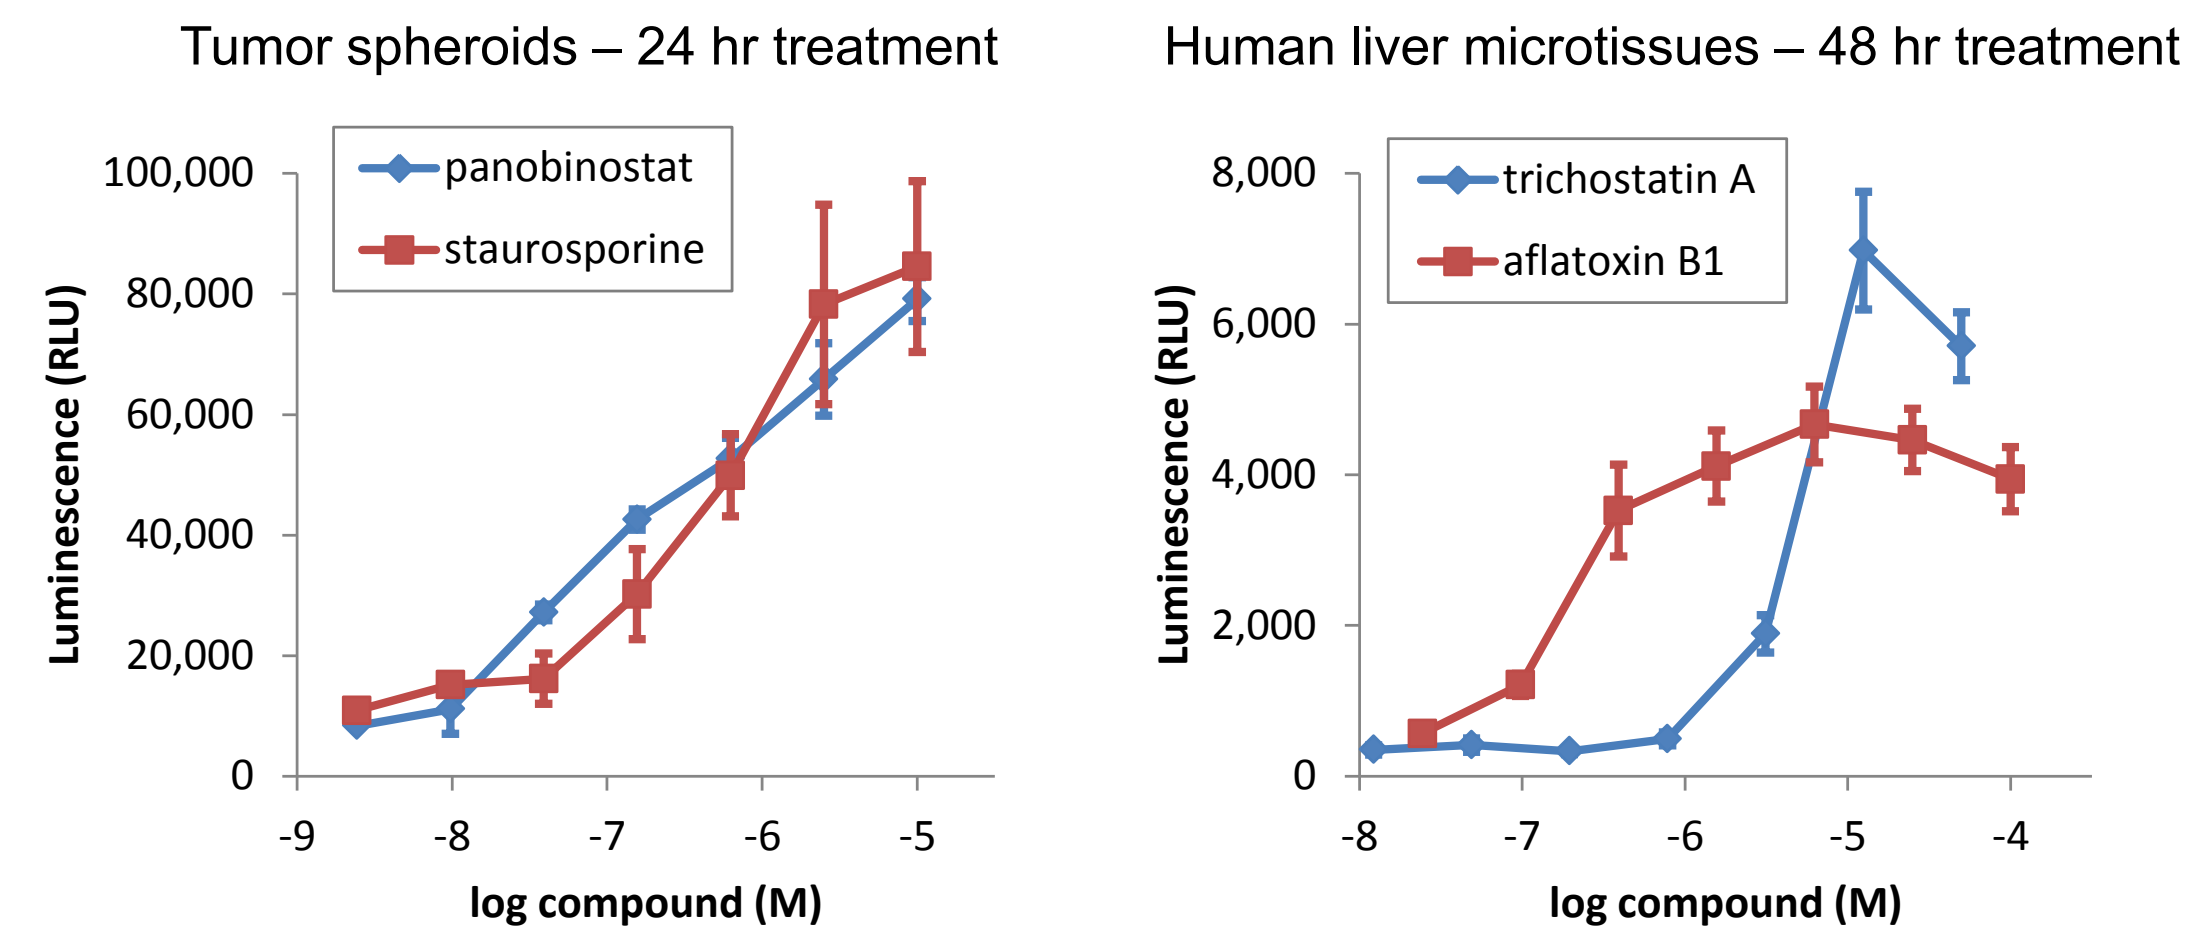 Tumor spheroids – 24 hr treatment
panobinostat
staurosporine
100,000
80,000
60,000
40,000
20,000
0
Luminescence (RLU)
-9 -8 -7 -6 -5
log compound (M)
Human liver microtissues – 48 hr treatment
trichostatin A
aflatoxin B1
8,000
6,000
4,000
2,000
0
Luminescence (RLU)
-8 -7 -6 -5 -4
log compound (M)